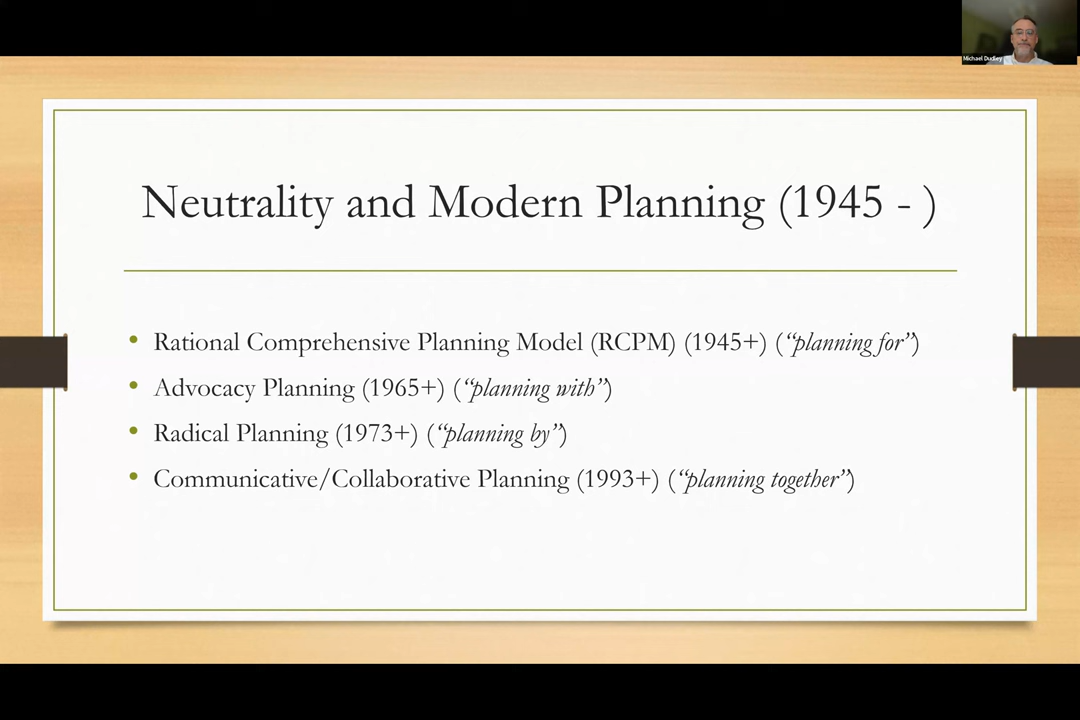 Michael Dudley
Neutrality and Modern Planning (1945 - )
• Rational Comprehensive Planning Model (RCPM) (1945+) (“planning for”)
• Advocacy Planning (1965+) (“planning with”)
• Radical Planning (1973+) (“planning by”)
• Communicative/Collaborative Planning (1993+) (“planning together”)